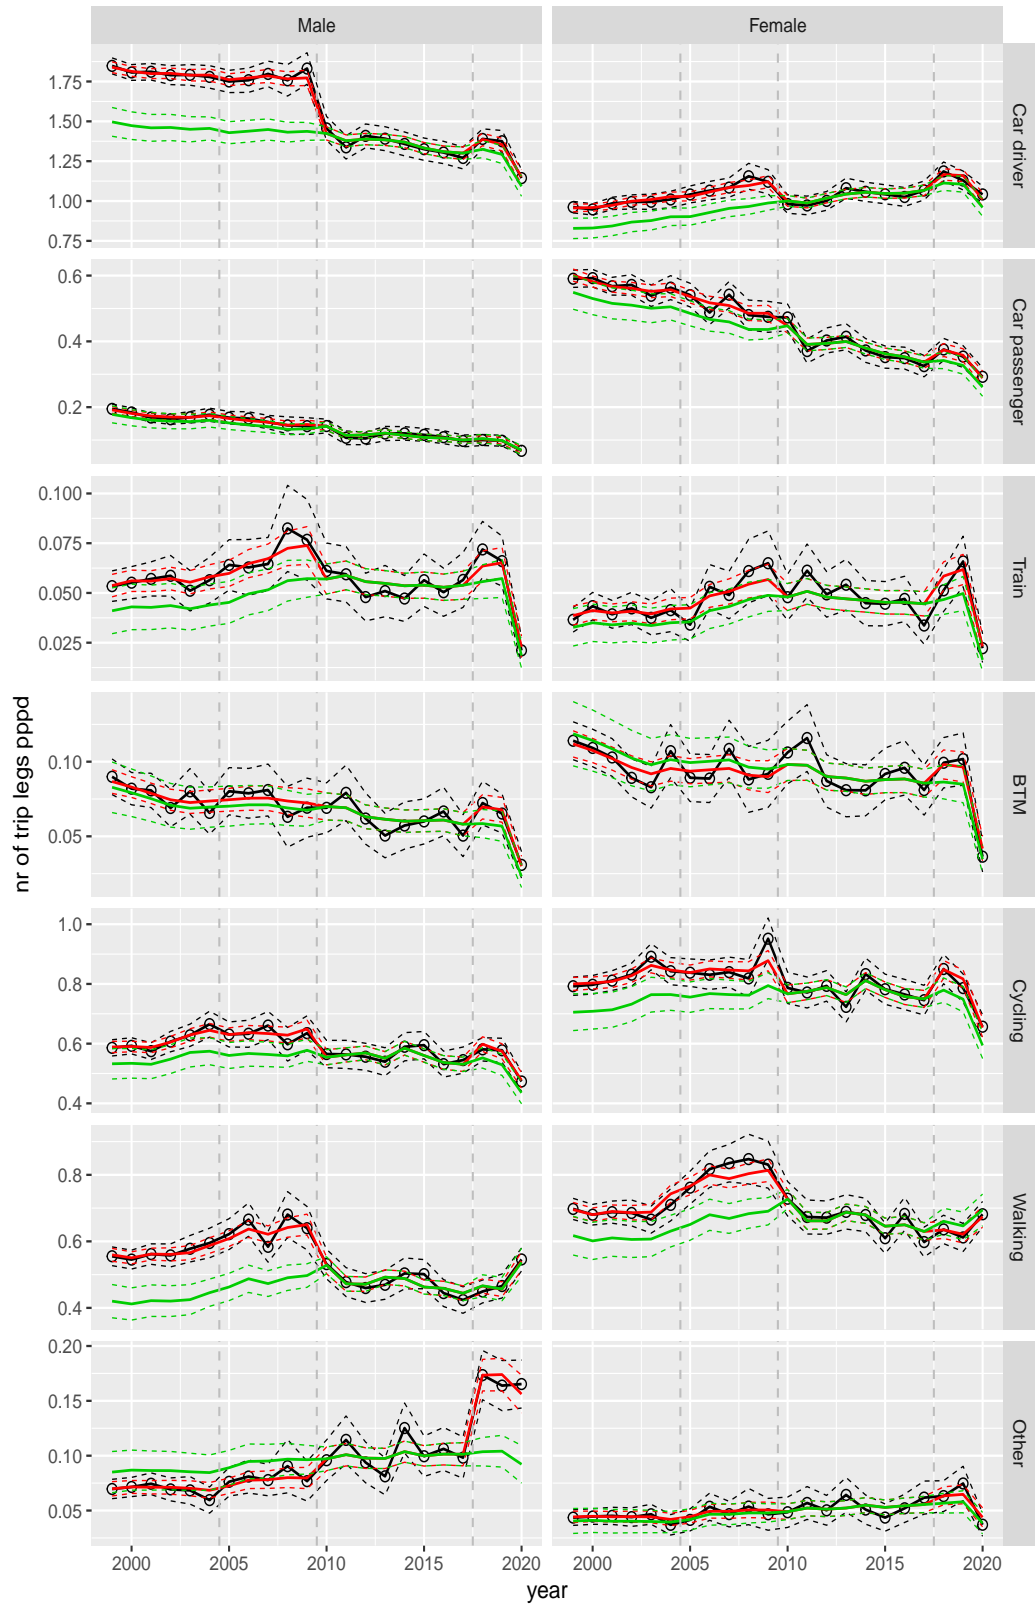 Male Female
1.75
1.50
1.25
1.00
0.75
Car driver
0.6
0.4
0.2
Car passenger
0.100
0.075
0.050
0.025
Train
0.10
0.05
BTM
1.0
0.8
0.6
0.4
Cycling
0.8
0.6
0.4
Walking
0.20
0.15
0.10
0.05
Other
2000 2005 2010 2015 2020 2000 2005 2010 2015 2020
year
nr of trip legs pppd